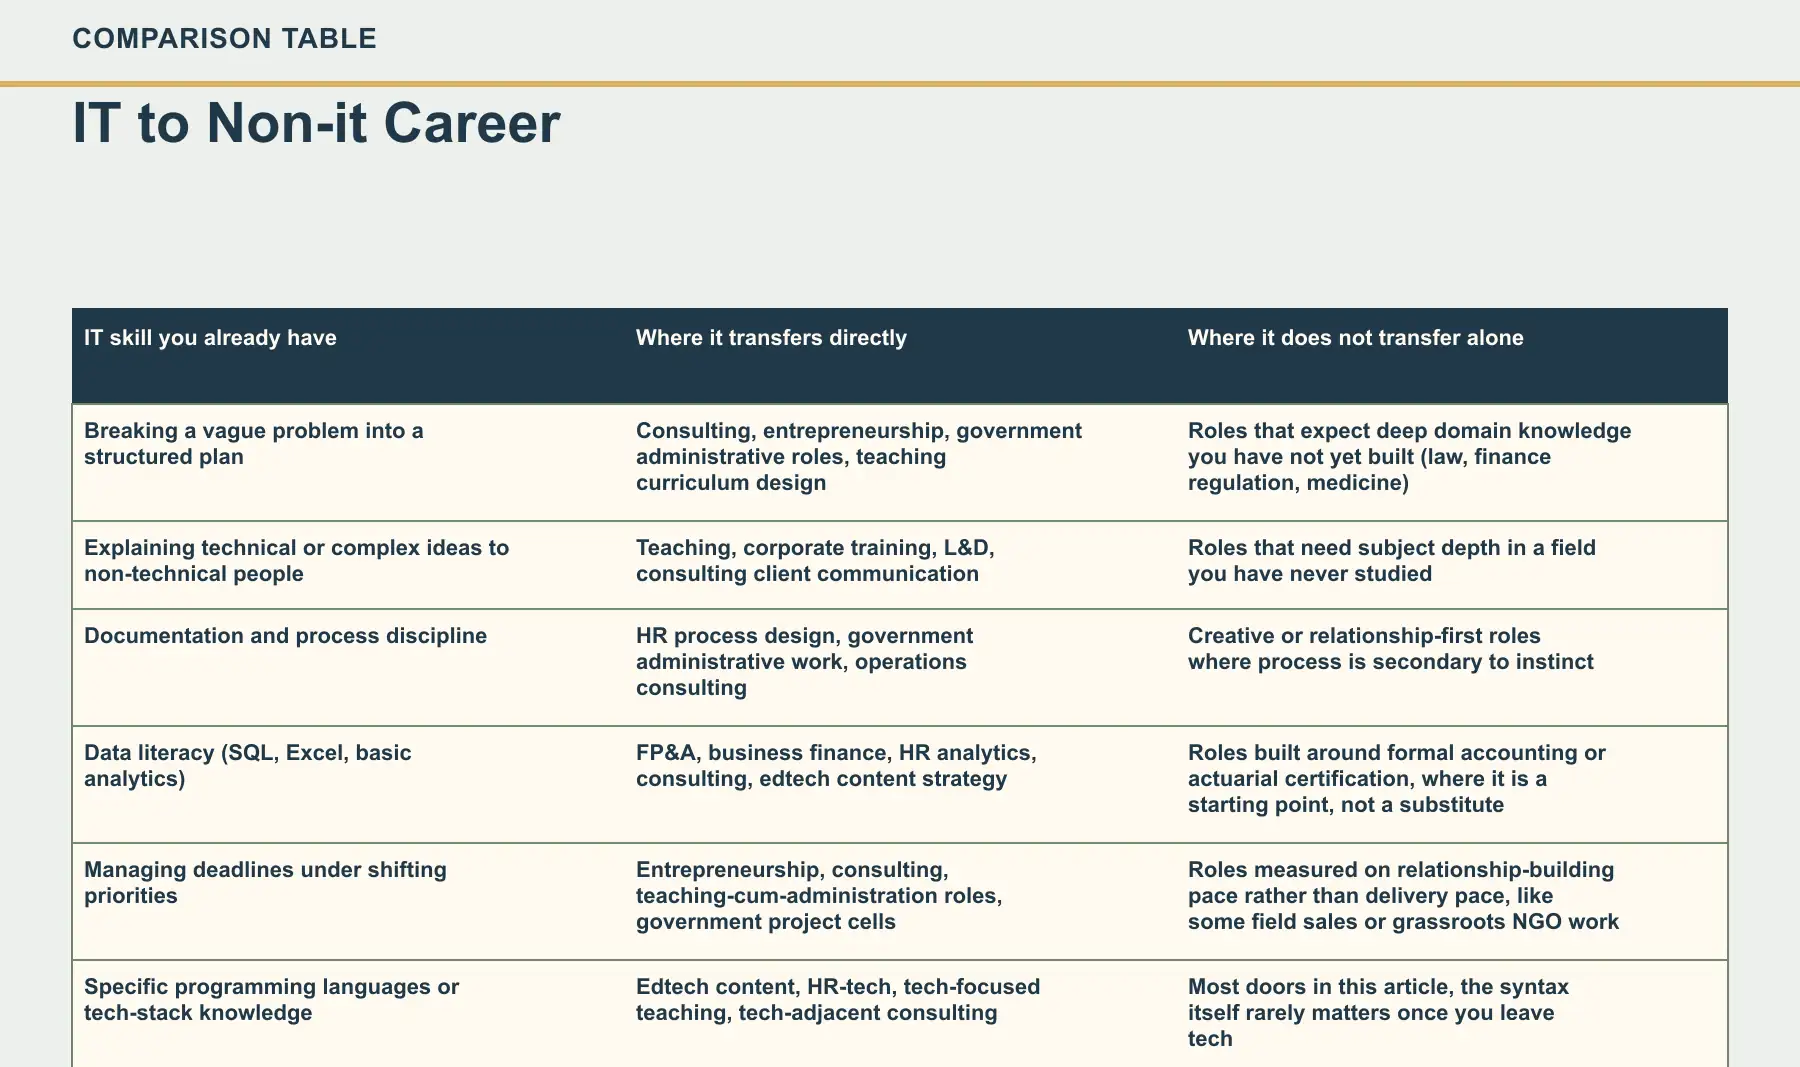 COMPARISON TABLE
IT to Non-it Career
IT skill you already have
Where it transfers directly
Where it does not transfer alone
Breaking a vague problem into a
structured plan
Consulting, entrepreneurship, government
administrative roles, teaching
curriculum design
Roles that expect deep domain knowledge
you have not yet built (law, finance
regulation, medicine)
Explaining technical or complex ideas to
non-technical people
Teaching, corporate training, L&D,
consulting client communication
Roles that need subject depth in a field
you have never studied
Documentation and process discipline
HR process design, government
administrative work, operations
consulting
Creative or relationship-first roles
where process is secondary to instinct
Data literacy (SQL, Excel, basic
analytics)
FP&A, business finance, HR analytics,
consulting, edtech content strategy
Roles built around formal accounting or
actuarial certification, where it is a
starting point, not a substitute
Managing deadlines under shifting
priorities
Entrepreneurship, consulting,
teaching-cum-administration roles,
government project cells
Roles measured on relationship-building
pace rather than delivery pace, like
some field sales or grassroots NGO work
Specific programming languages or
tech-stack knowledge
Edtech content, HR-tech, tech-focused
teaching, tech-adjacent consulting
Most doors in this article, the syntax
itself rarely matters once you leave
tech